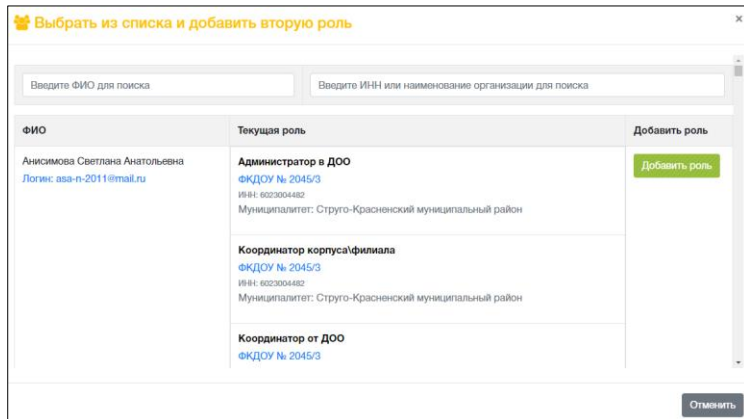 Выбрать из списка и добавить вторую роль
×
Введите ФИО для поиска
Введите ИНН или наименование организации для поиска
ФИО
Текущая роль
Добавить роль
Анисимова Светлана Анатольевна
Логин: asa-n-2011@mail.ru
Администратор в ДОО
ФКДОУ № 2045/3
ИНН: 6023004482
Муниципалитет: Струго-Красненский муниципальный район
Добавить роль
Координатор корпуса\филиала
ФКДОУ № 2045/3
ИНН: 6023004482
Муниципалитет: Струго-Красненский муниципальный район
Координатор от ДОО
ФКДОУ № 2045/3
Отменить